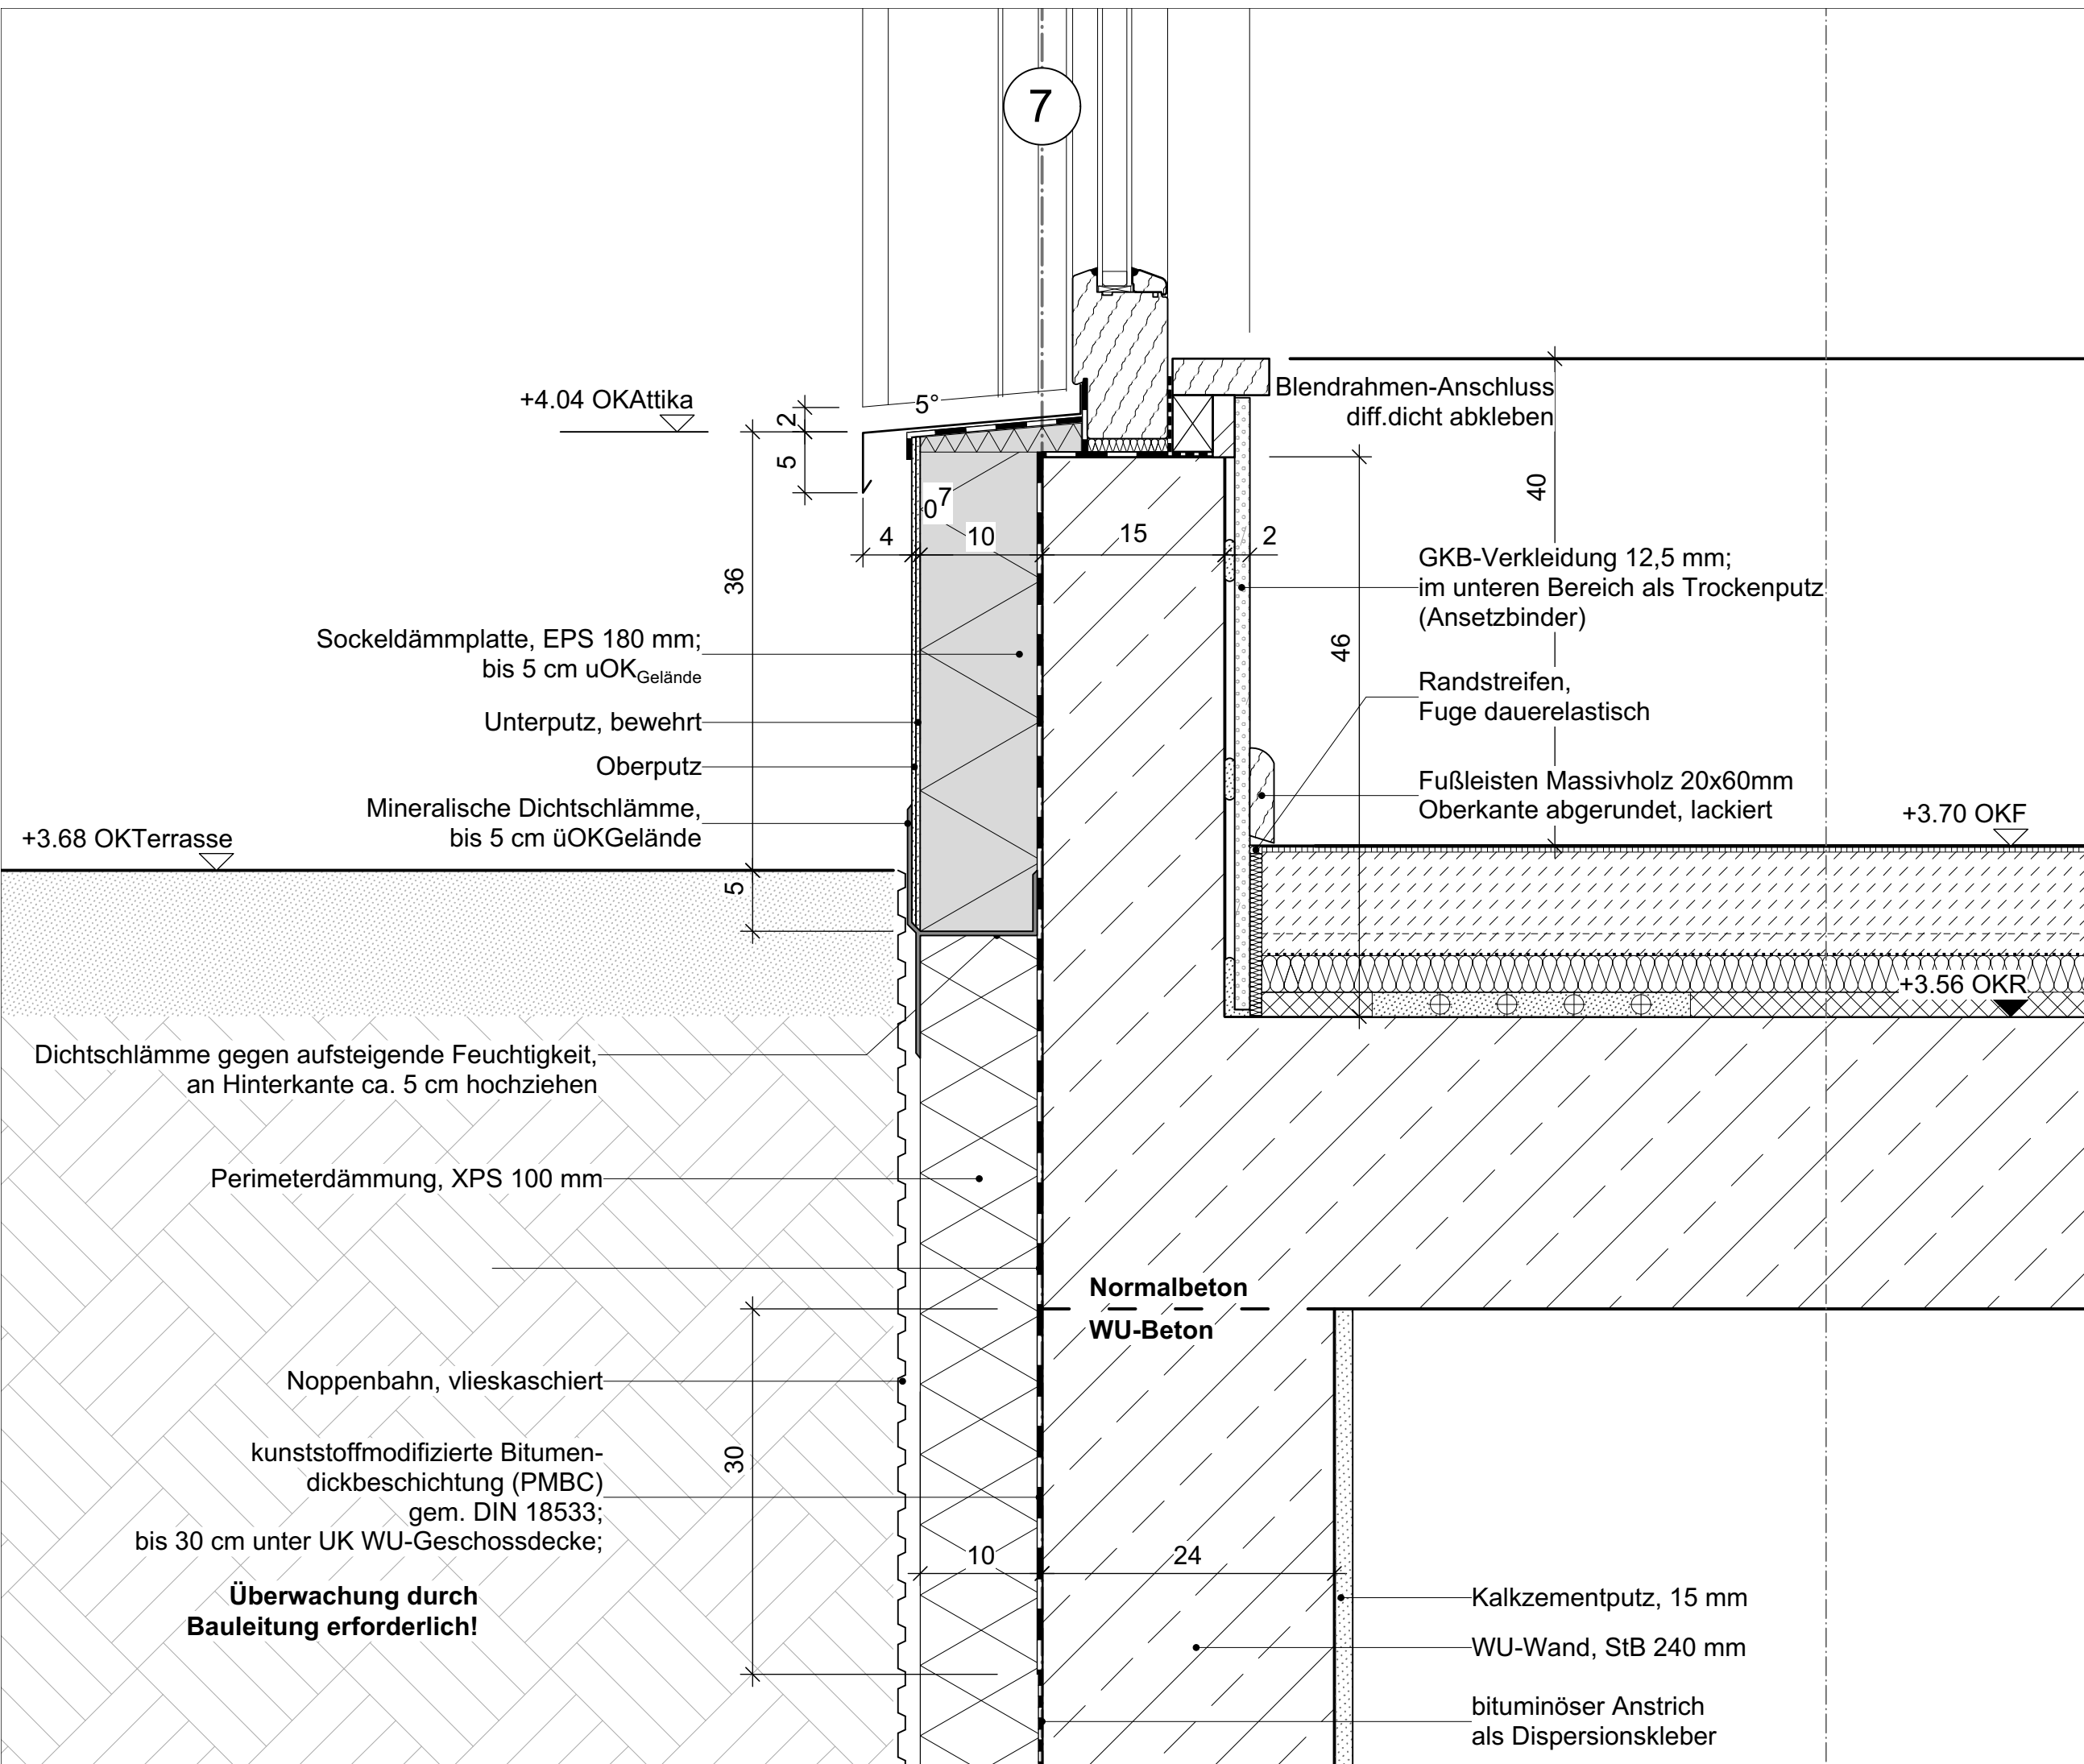 7
+4.04 OKAttika
2
5°
5
Blendrahmen-Anschluss
diff.dicht abkleben
40
0 7
4
10
15
2
36
GKB-Verkleidung 12,5 mm;
im unteren Bereich als Trockenputz
(Ansetzbinder)
46
Sockeldämmplatte, EPS 180 mm;
bis 5 cm uOKGelände
Randstreifen,
Fuge dauerelastisch
Unterputz, bewehrt
Oberputz
Fußleisten Massivholz 20x60mm
Oberkante abgerundet, lackiert
Mineralische Dichtschlämme,
bis 5 cm üOKGelände
+3.68 OKTerrasse
+3.70 OKF
5
+3.56 OKR
Dichtschlämme gegen aufsteigende Feuchtigkeit,
an Hinterkante ca. 5 cm hochziehen
Perimeterdämmung, XPS 100 mm
Normalbeton
WU-Beton
Noppenbahn, vlieskaschiert
30
kunststoffmodifizierte Bitumen-
dickbeschichtung (PMBC)
gem. DIN 18533;
bis 30 cm unter UK WU-Geschossdecke;
10
24
Überwachung durch
Bauleitung erforderlich!
Kalkzementputz, 15 mm
WU-Wand, StB 240 mm
bituminöser Anstrich
als Dispersionskleber